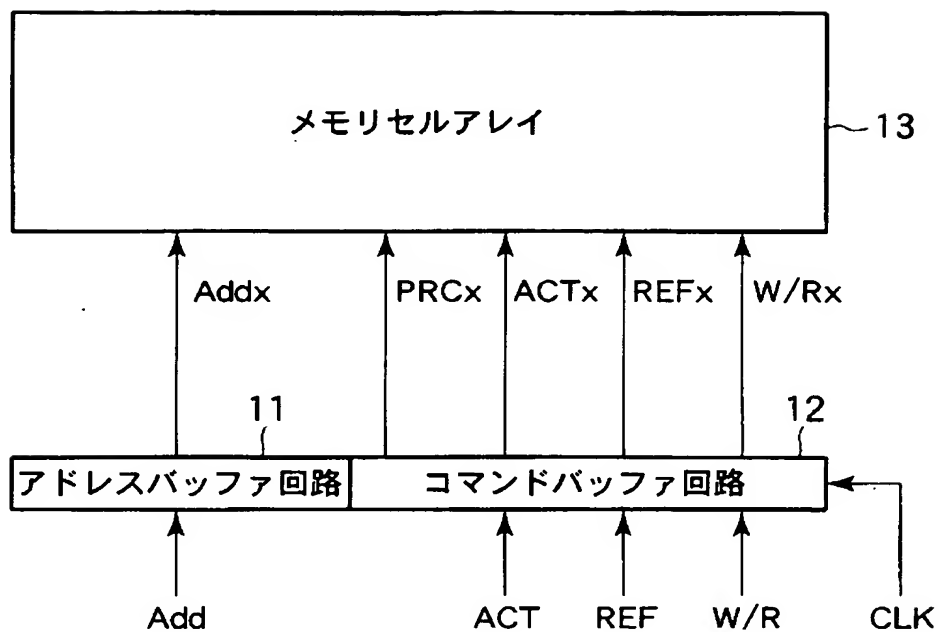 メモリセルアレイ
13
Addx
PRCx
ACTx
REFx
W/Rx
11
12
アドレスバッファ回路
コマンドバッファ回路
Add
ACT
REF
W/R
CLK